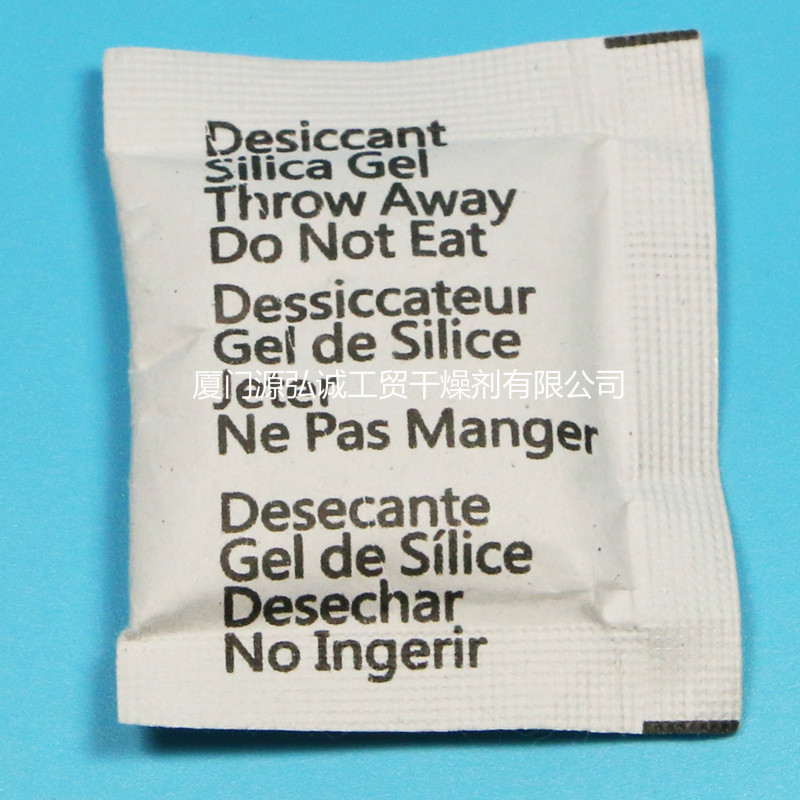 Desiccant
Silica Gel
Throw Away
Do Not Eat
Dessiccateur
Gel de Silice
Jeter
厦门源弘诚工贸干燥剂有限公司
Ne Pas Manger
Desecante
Gel de Sílice
Desechar
No Ingerir